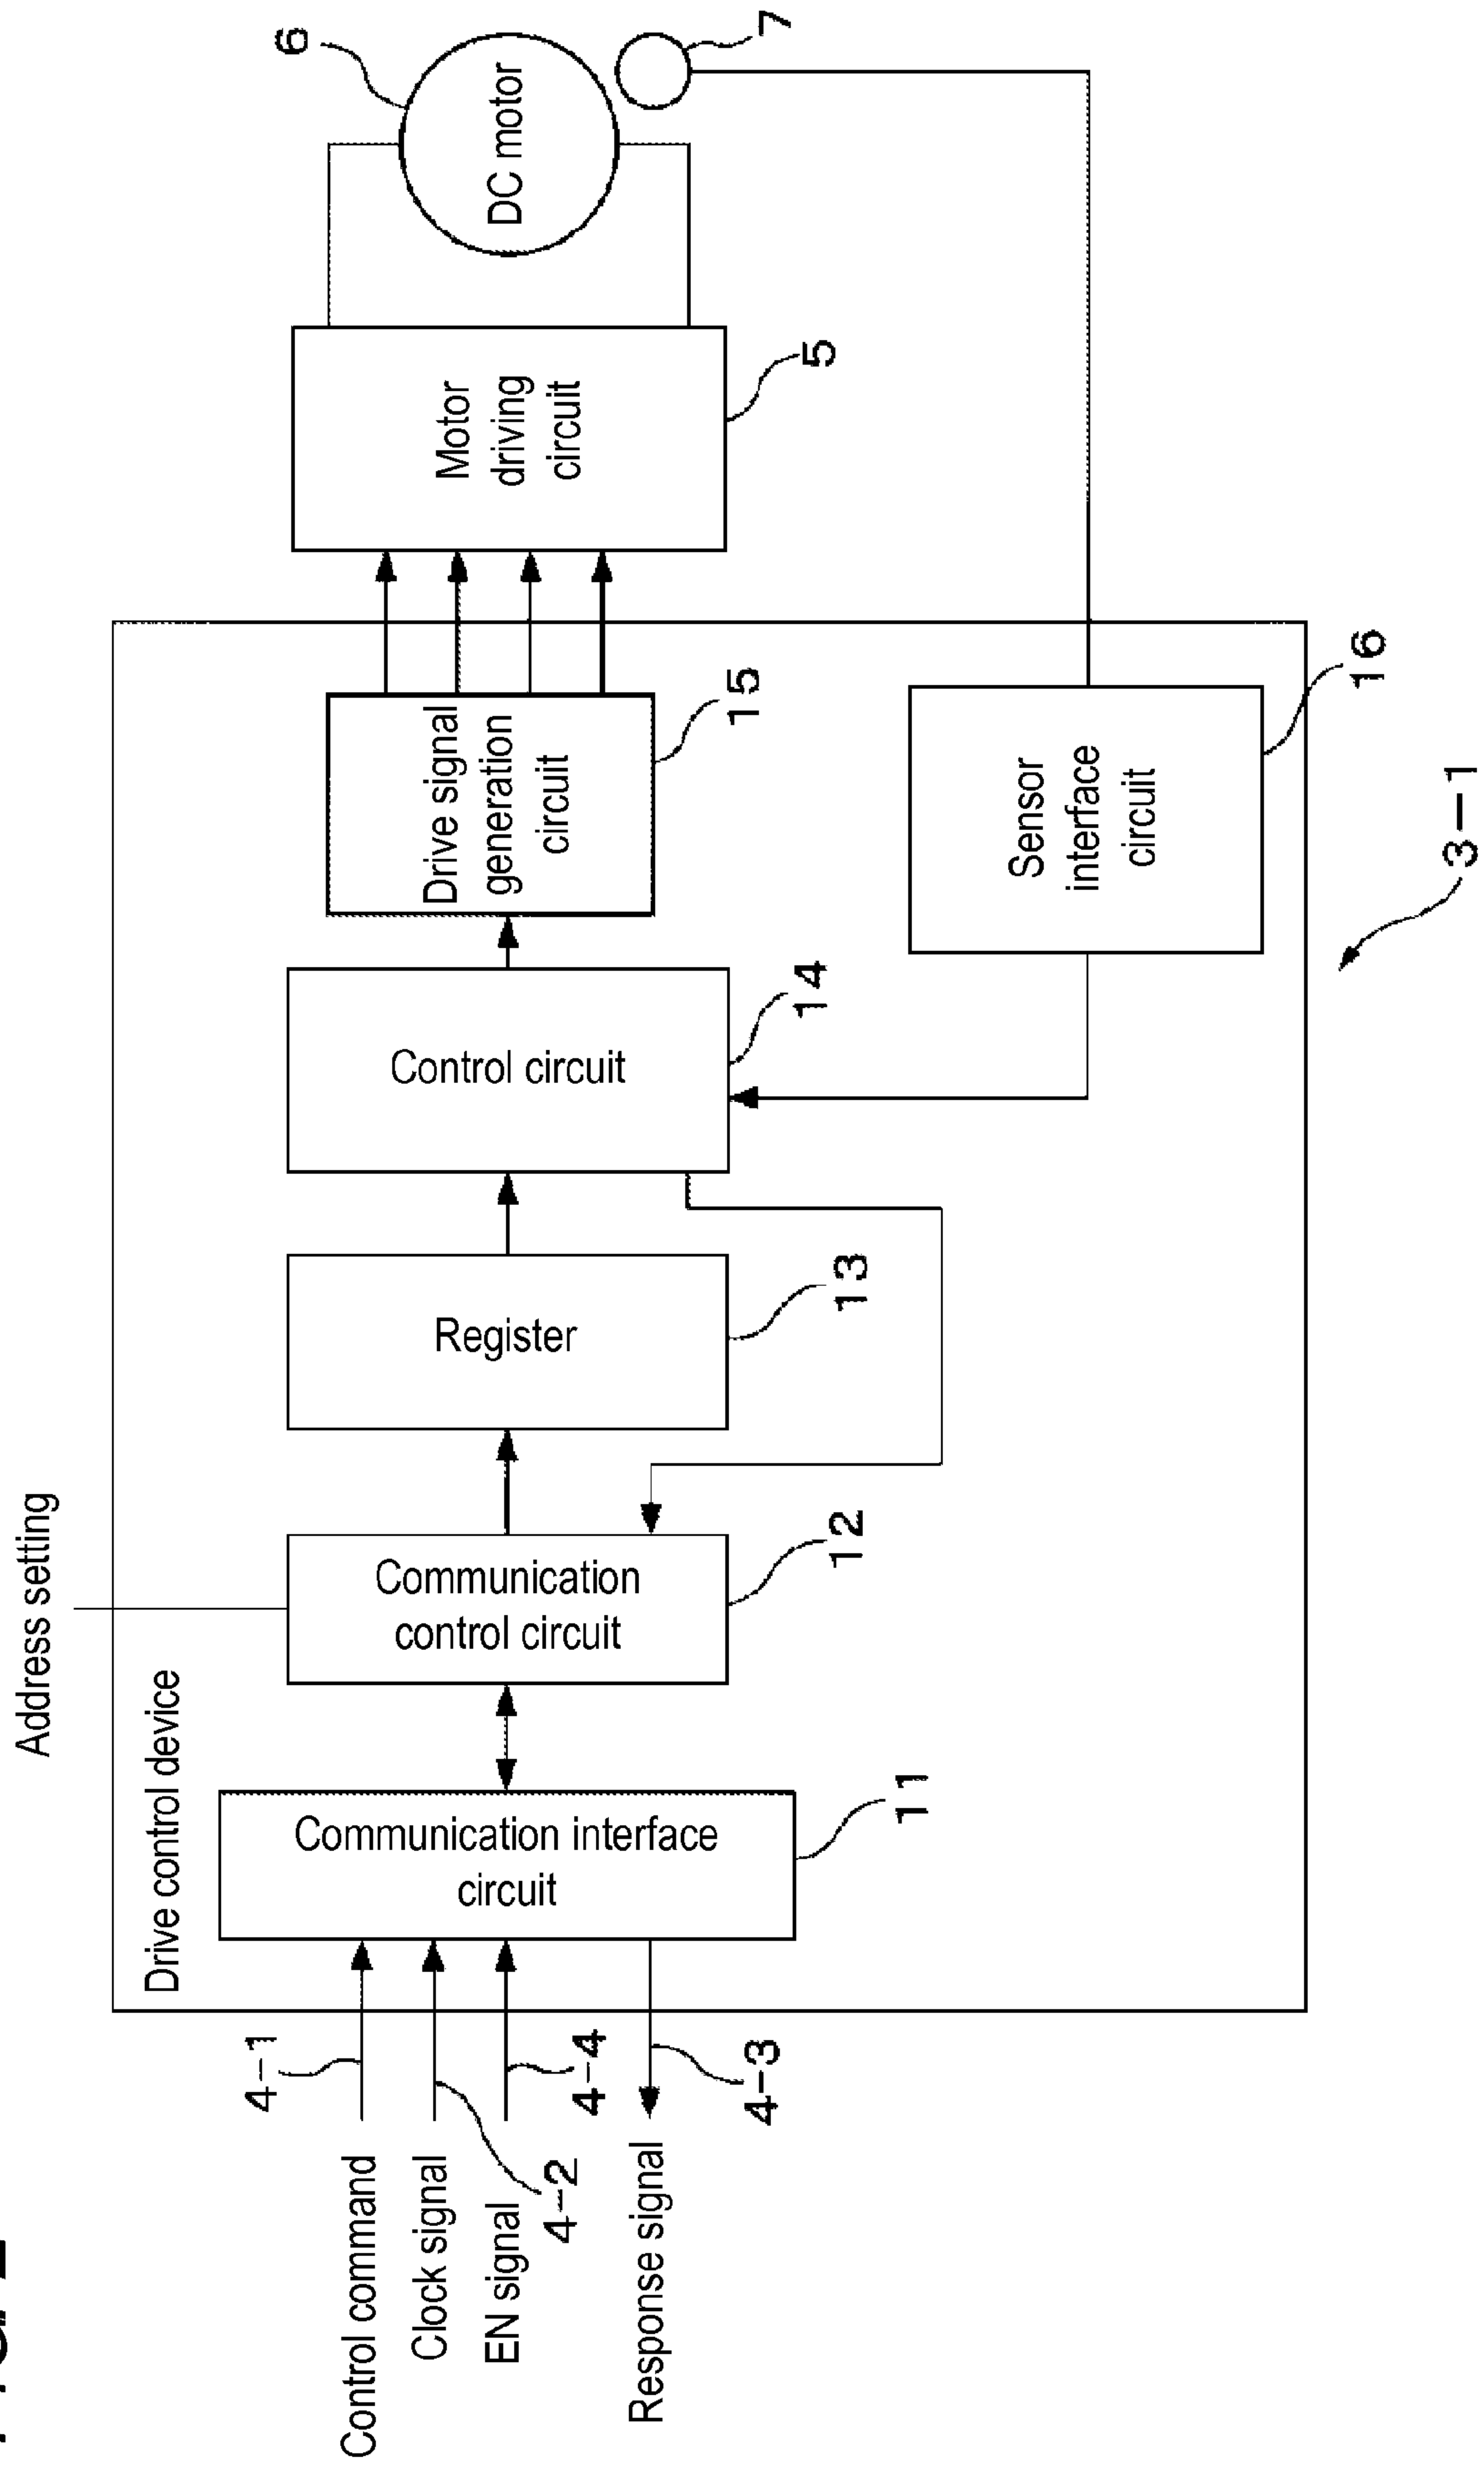 Address setting
Drive control device
Control command
4-1
Clock signal
4-2
EN signal
4-4
Response signal
4-3
Communication interface
circuit
11
Communication
control circuit
12
Register
13
Control circuit
14
Drive signal
generation
circuit
15
Sensor
interface
circuit
16
3-1
Motor
driving
circuit
5
DC motor
6
7